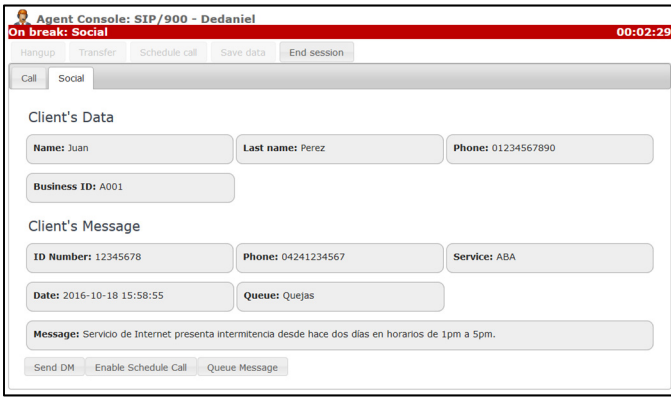 Agent Console: SIP/900 - Dedaniel
On break: Social 00:02:29
Hangup Transfer Schedule call Save data End session
Call Social
Client's Data
Name: Juan Last name: Perez Phone: 01234567890
Business ID: A001
Client's Message
ID Number: 12345678 Phone: 04241234567 Service: ABA
Date: 2016-10-18 15:58:55 Queue: Quejas
Message: Servicio de Internet presenta intermitencia desde hace dos días en horarios de 1pm a 5pm.
Send DM Enable Schedule Call Queue Message